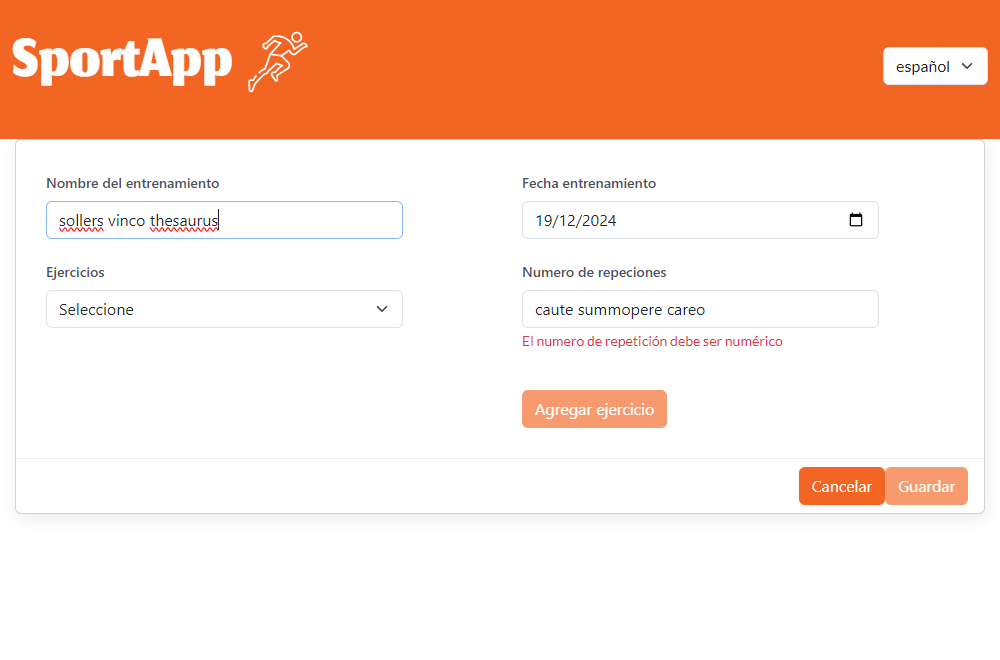 SportApp
español
Nombre del entrenamiento
Fecha entrenamiento
sollers vinco thesaurus
19/12/2024
Ejercicios
Numero de repeciones
Seleccione
caute summopere careo
El numero de repetición debe ser numérico
Agregar ejercicio
Cancelar
Guardar